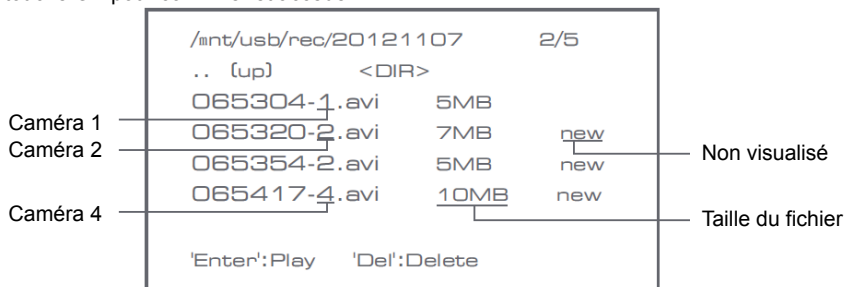 /mnt/usb/rec/20121107 2/5
.. (up) <DIR>
065304-1.avi 5MB
Caméra 1
065320-2.avi 7MB new
Caméra 2
Non visualisé
065354-2.avi 5MB new
065417-4.avi 10MB new
Caméra 4
Taille du fichier
'Enter':Play 'Del':Delete